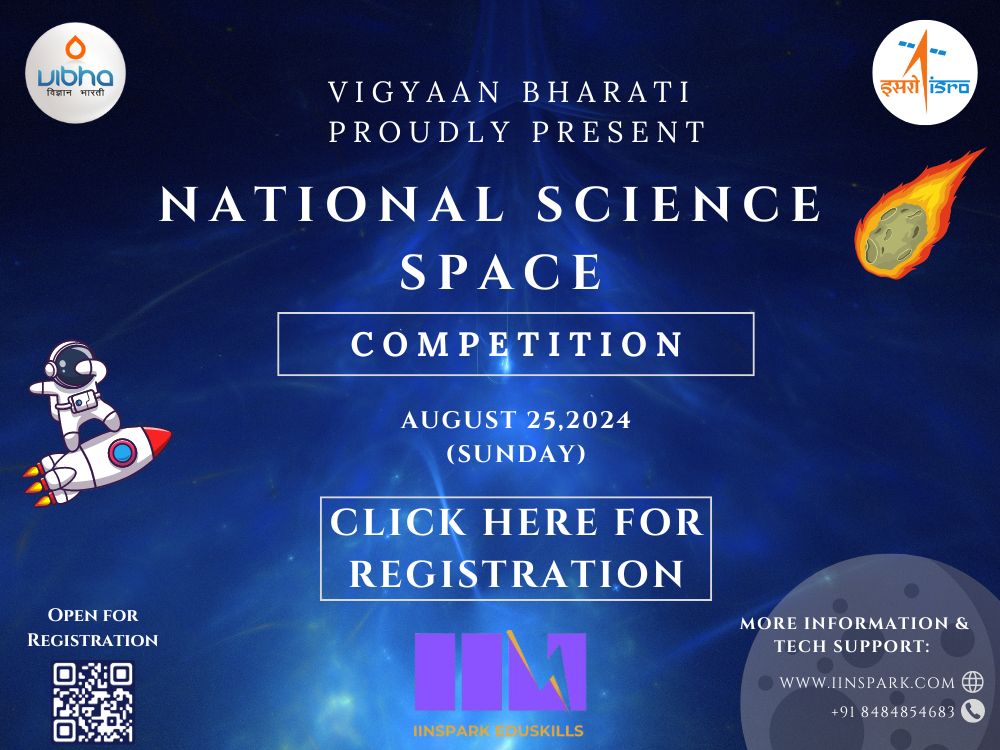 vibha
विज्ञान भारती
इसरो isro
VIGYAAN BHARATI
PROUDLY PRESENT
NATIONAL SCIENCE
SPACE
COMPETITION
AUGUST 25,2024
(SUNDAY)
CLICK HERE FOR
REGISTRATION
OPEN FOR
REGISTRATION
IINSPARK EDUSKILLS
MORE INFORMATION &
TECH SUPPORT:
WWW.IINSPARK.COM
+91 8484854683